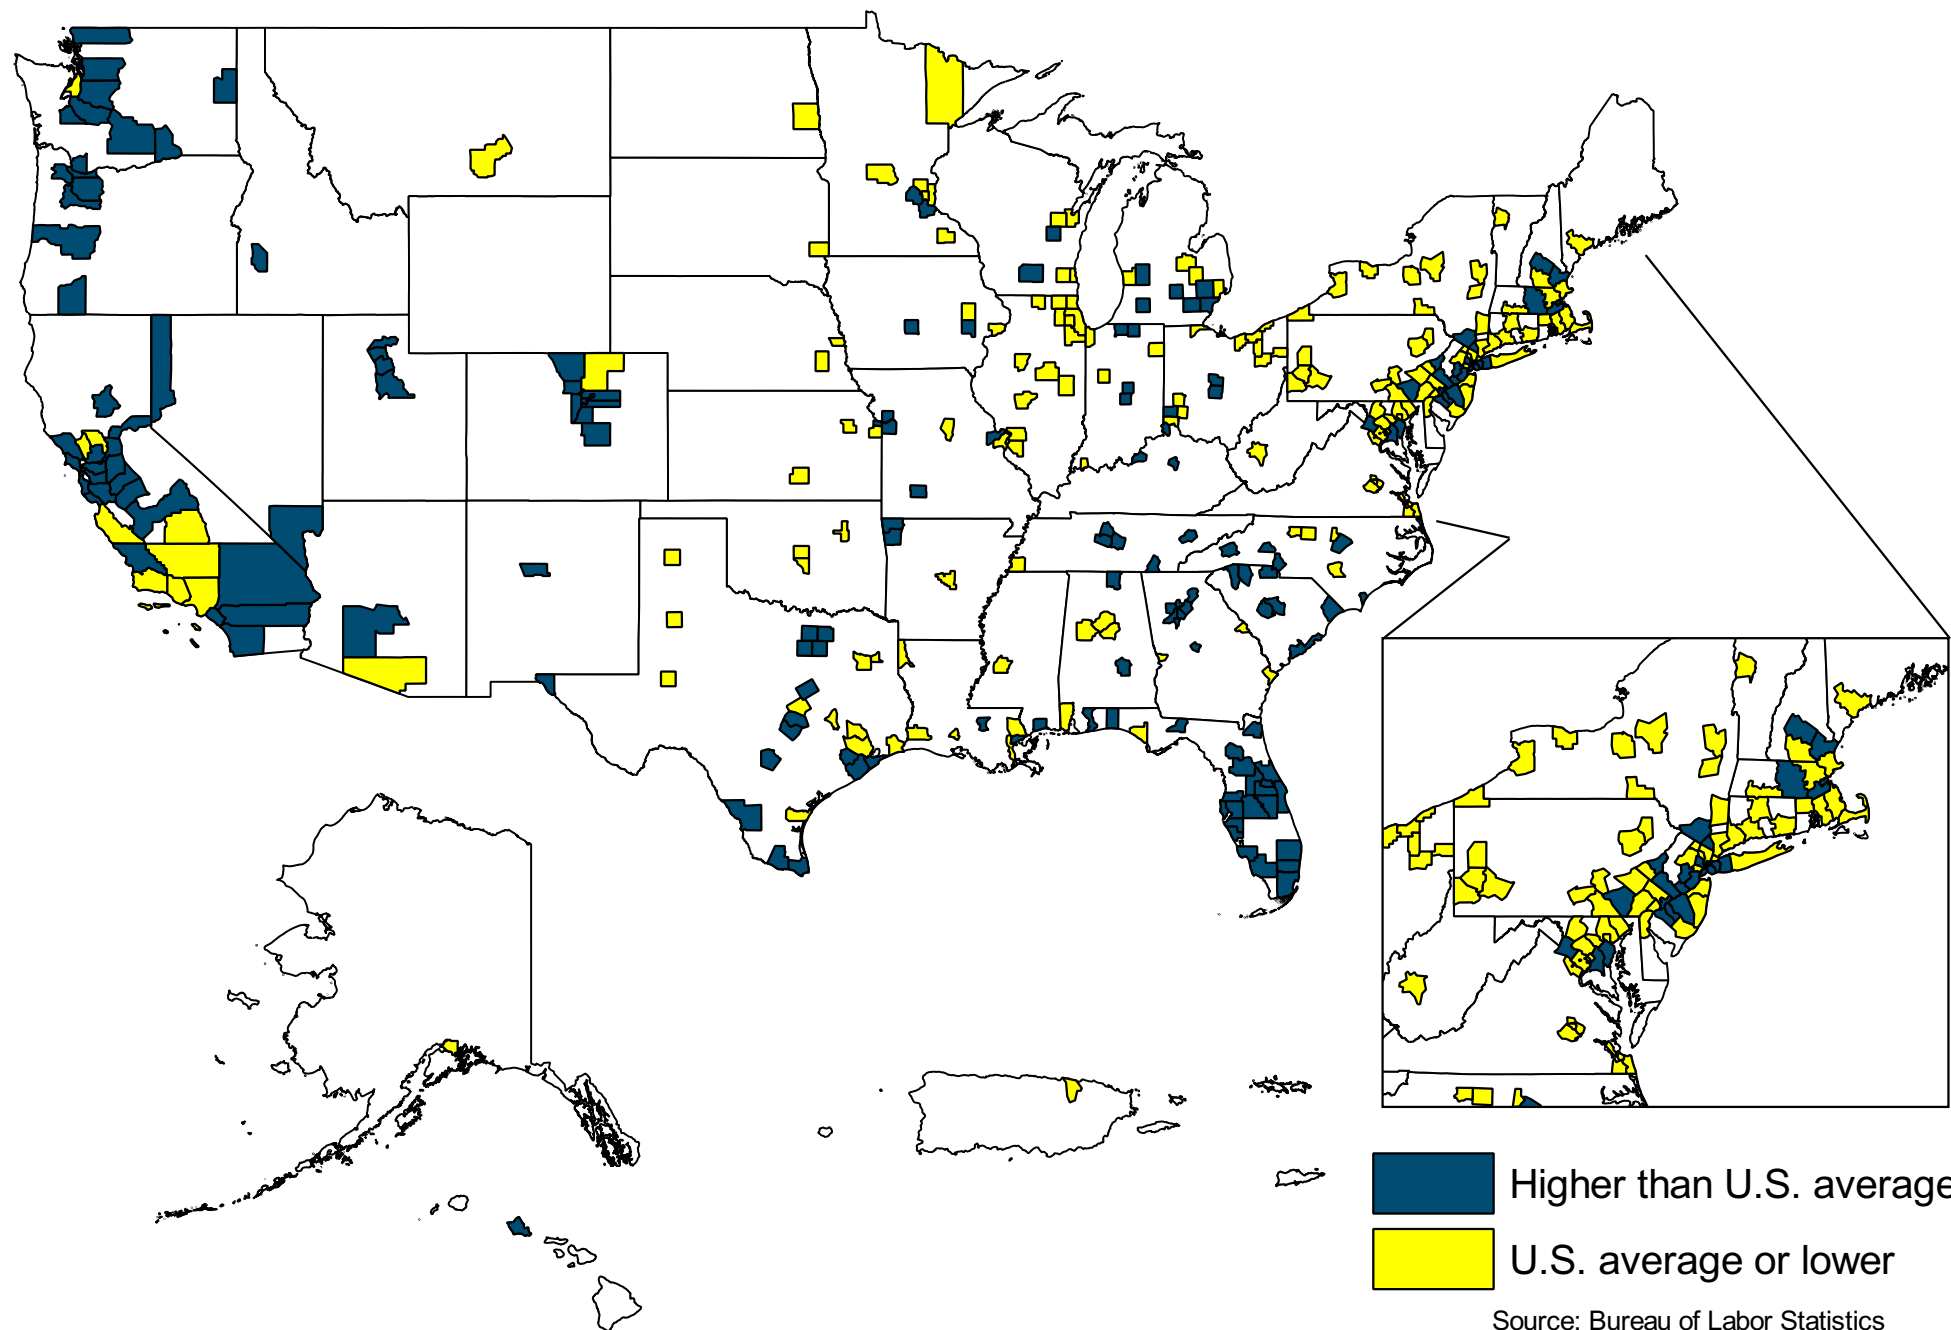 Higher than U.S. average
U.S. average or lower
Source: Bureau of Labor Statistics